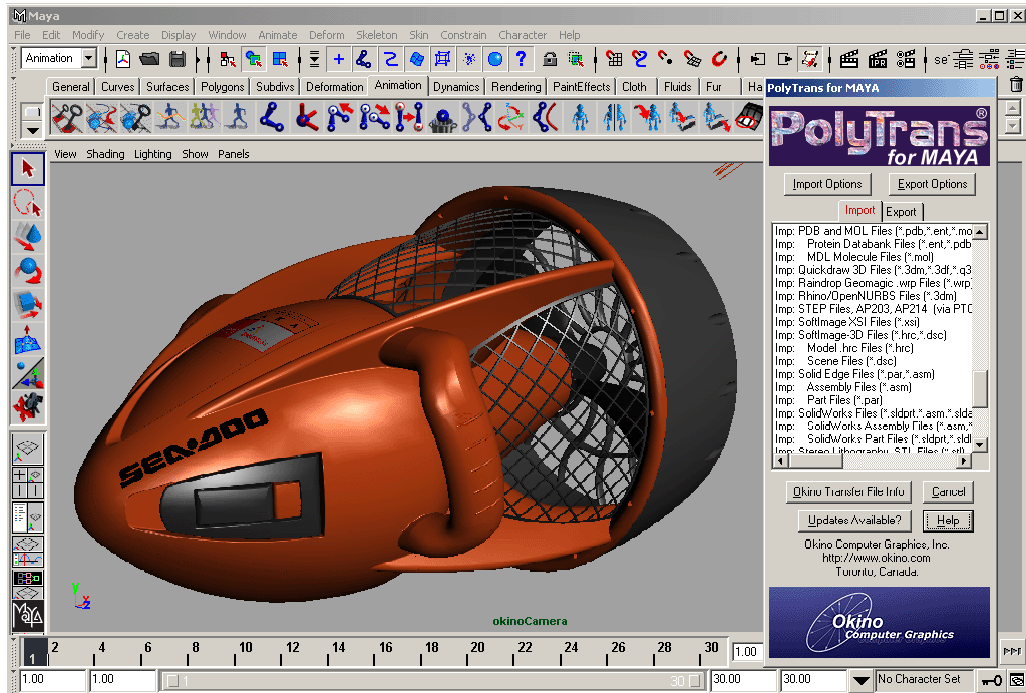 Maya
File Edit Modify Create Display Window Animate Deform Skeleton Skin Constrain Character Help
Animation
General Curves Surfaces Polygons Subdivs Deformation Animation Dynamics Rendering PaintEffects Cloth Fluids Fur Ha
View Shading Lighting Show Panels
SEA-DOO
okinoCamera
y
x
z
MAYA
PolyTrans for MAYA
PolyTrans®
for MAYA
Import Options Export Options
Import Export
Imp: PDB and MOL Files (*.pdb,*.ent,*.mo
Imp: Protein Databank Files (*.ent,*.pdb
Imp: MDL Molecule Files (*.mol)
Imp: Quickdraw 3D Files (*.3dm,*.3df,*.q3
Imp: Raindrop Geomagic .wrp Files (*.wrp
Imp: Rhino/OpenNURBS Files (*.3dm)
Imp: STEP Files, AP203, AP214 (via PTC
Imp: SoftImage XSI Files (*.xsi)
Imp: SoftImage-3D Files (*.hrc,*.dsc)
Imp: Model .hrc Files (*.hrc)
Imp: Scene Files (*.dsc)
Imp: Solid Edge Files (*.par,*.asm)
Imp: Assembly Files (*.asm)
Imp: Part Files (*.par)
Imp: SolidWorks Files (*.sldprt,*.asm,*.slda
Imp: SolidWorks Assembly Files (*.asm,*
Imp: SolidWorks Part Files (*.sldprt,*.sld
Imp: Stereo Lithography, STL Files (*.stl)
Okino Transfer File Info Cancel
Updates Available? Help
Okino Computer Graphics, Inc.
http://www.okino.com
Toronto, Canada.
Okino
Computer Graphics
1 2 4 6 8 10 12 14 16 18 20 22 24 26 28 30 1.00
1.00 1.00 1 30 30.00 30.00 No Character Set